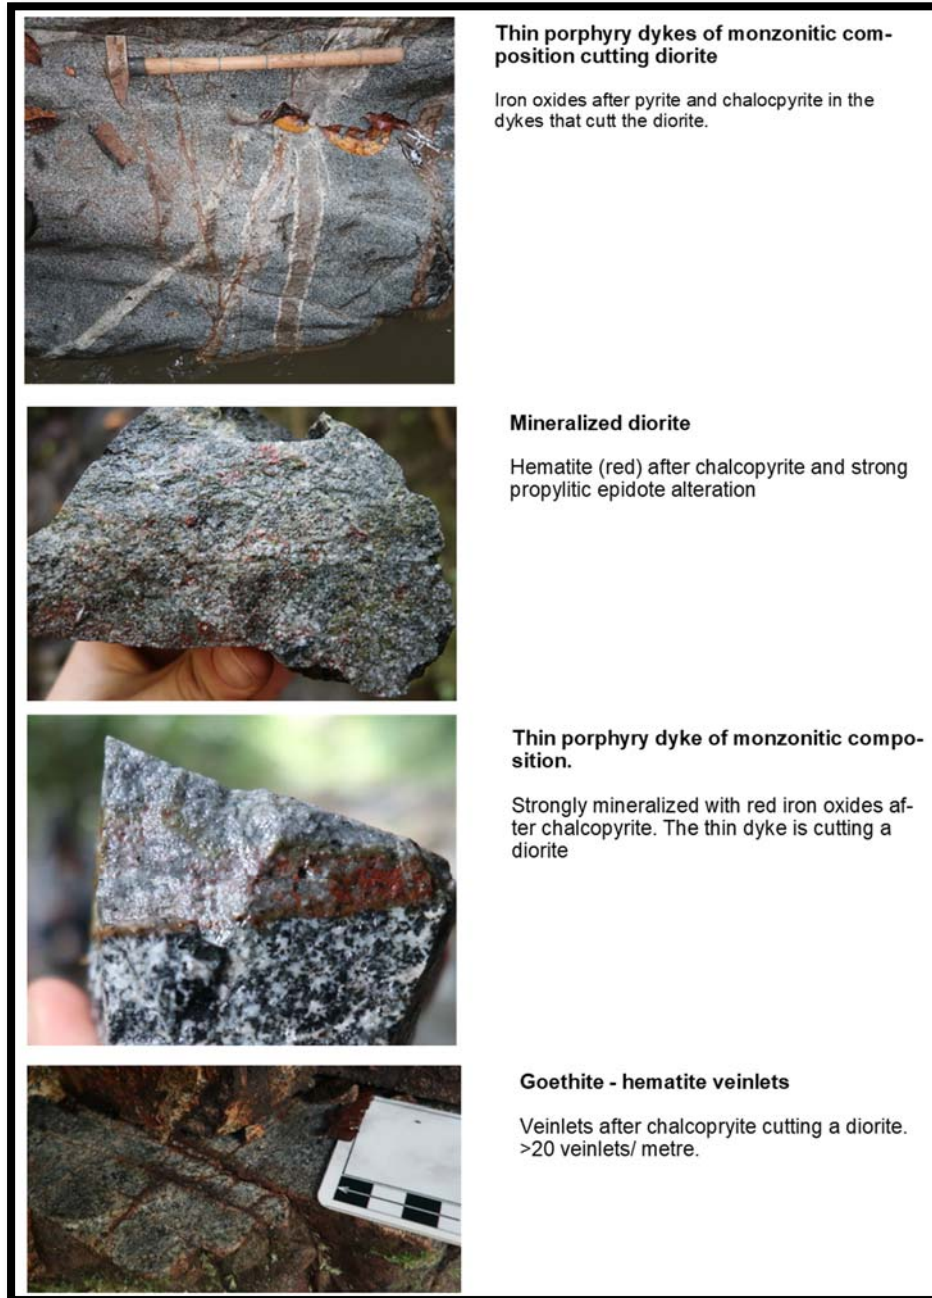 Thin porphyry dykes of monzonitic com-
position cutting diorite
Iron oxides after pyrite and chalocpyrite in the
dykes that cutt the diorite.
Mineralized diorite
Hematite (red) after chalcopyrite and strong
propylitic epidote alteration
Thin porphyry dyke of monzonitic compo-
sition.
Strongly mineralized with red iron oxides af-
ter chalcopyrite. The thin dyke is cutting a
diorite
Goethite - hematite veinlets
Veinlets after chalcopryite cutting a diorite.
>20 veinlets/ metre.